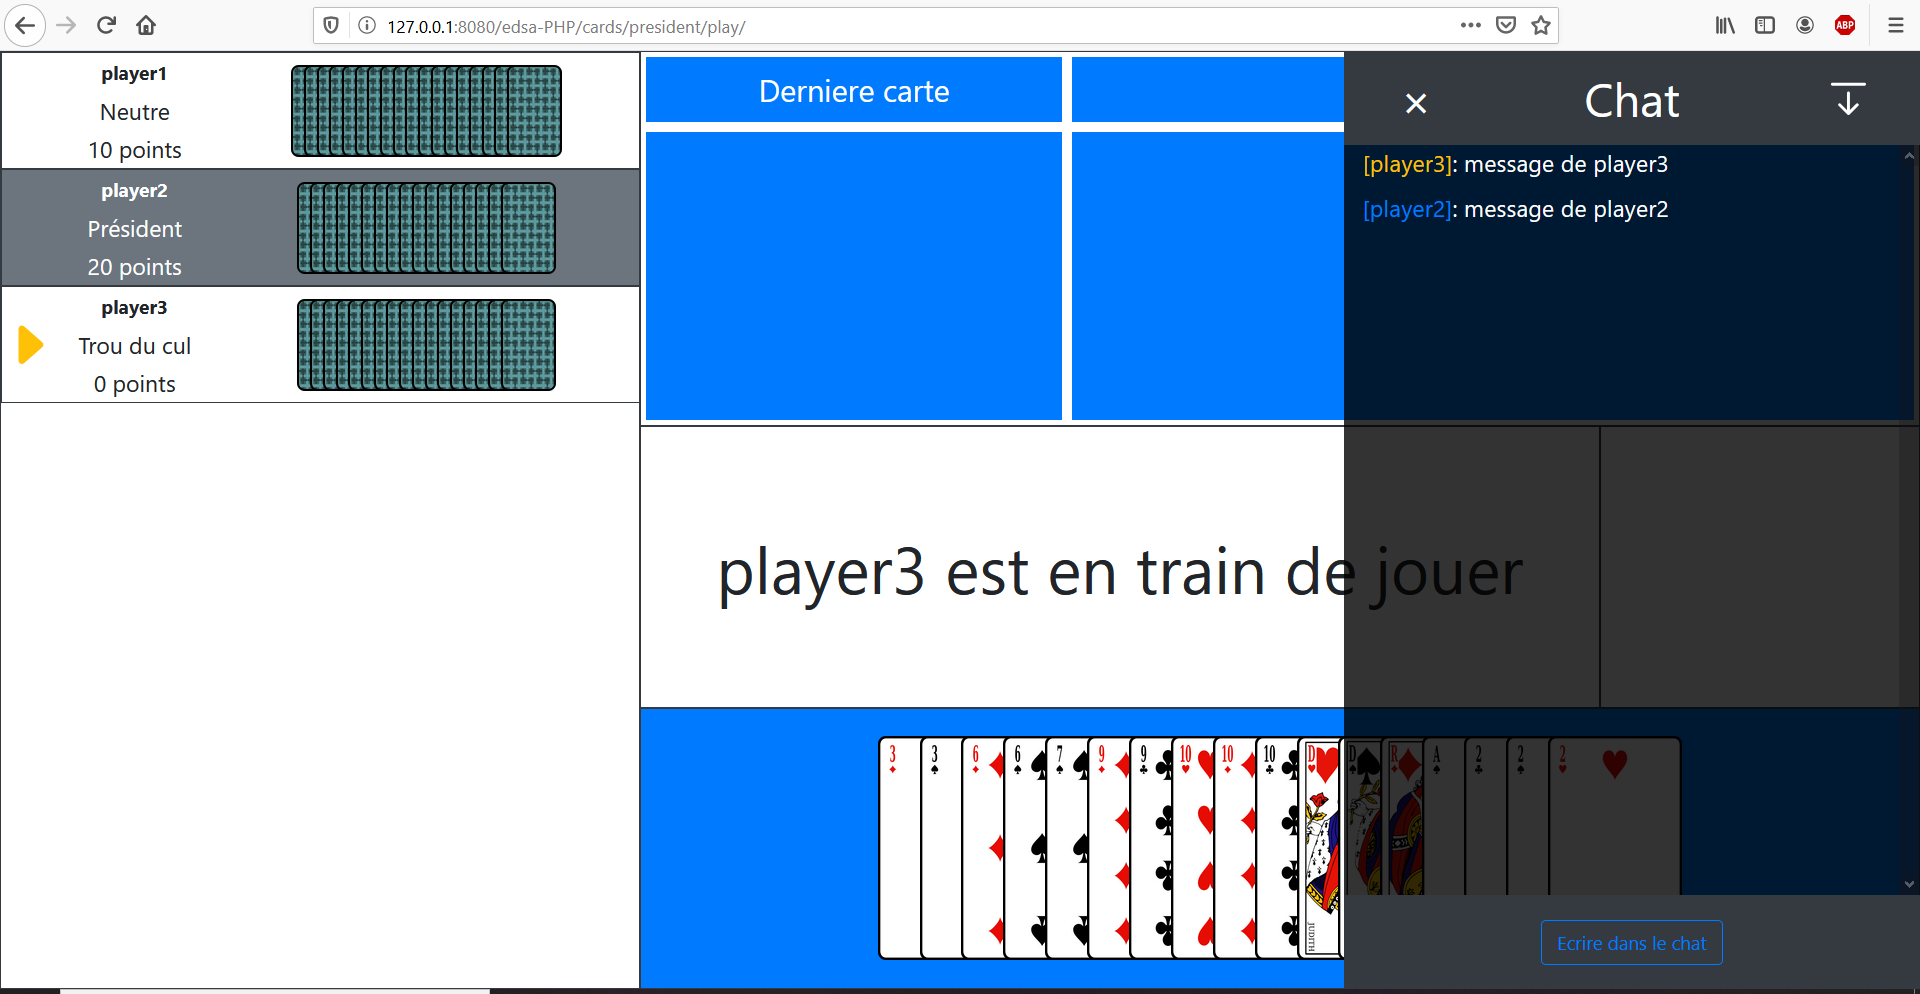 127.0.0.1:8080/edsa-PHP/cards/president/play/
ABP
player1
Neutre
10 points
player2
Président
20 points
player3
Trou du cul
0 points
Derniere carte
Chat
[player3]: message de player3
[player2]: message de player2
player3 est en train de jouer
3 3 6 6 7 9 9 10 10 10 D D R A 2 2 2
JUDITH
Ecrire dans le chat